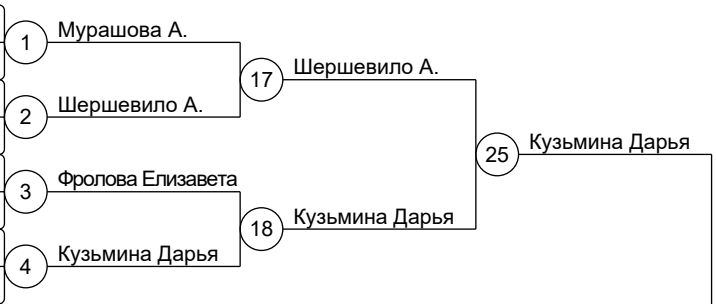 1 Мурашова А.
17 Шершевило А.
2 Шершевило А.
25 Кузьмина Дарья
3 Фролова Елизавета
18 Кузьмина Дарья
4 Кузьмина Дарья